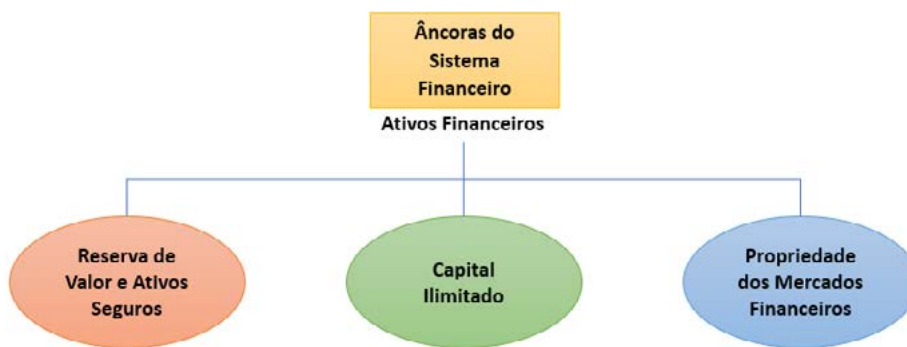 Âncoras do
Sistema
Financeiro
Ativos Financeiros
Reserva de
Valor e Ativos
Seguros
Capital
Ilimitado
Propriedade
dos Mercados
Financeiros